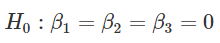 H₀ : β₁ = β₂ = β₃ = 0